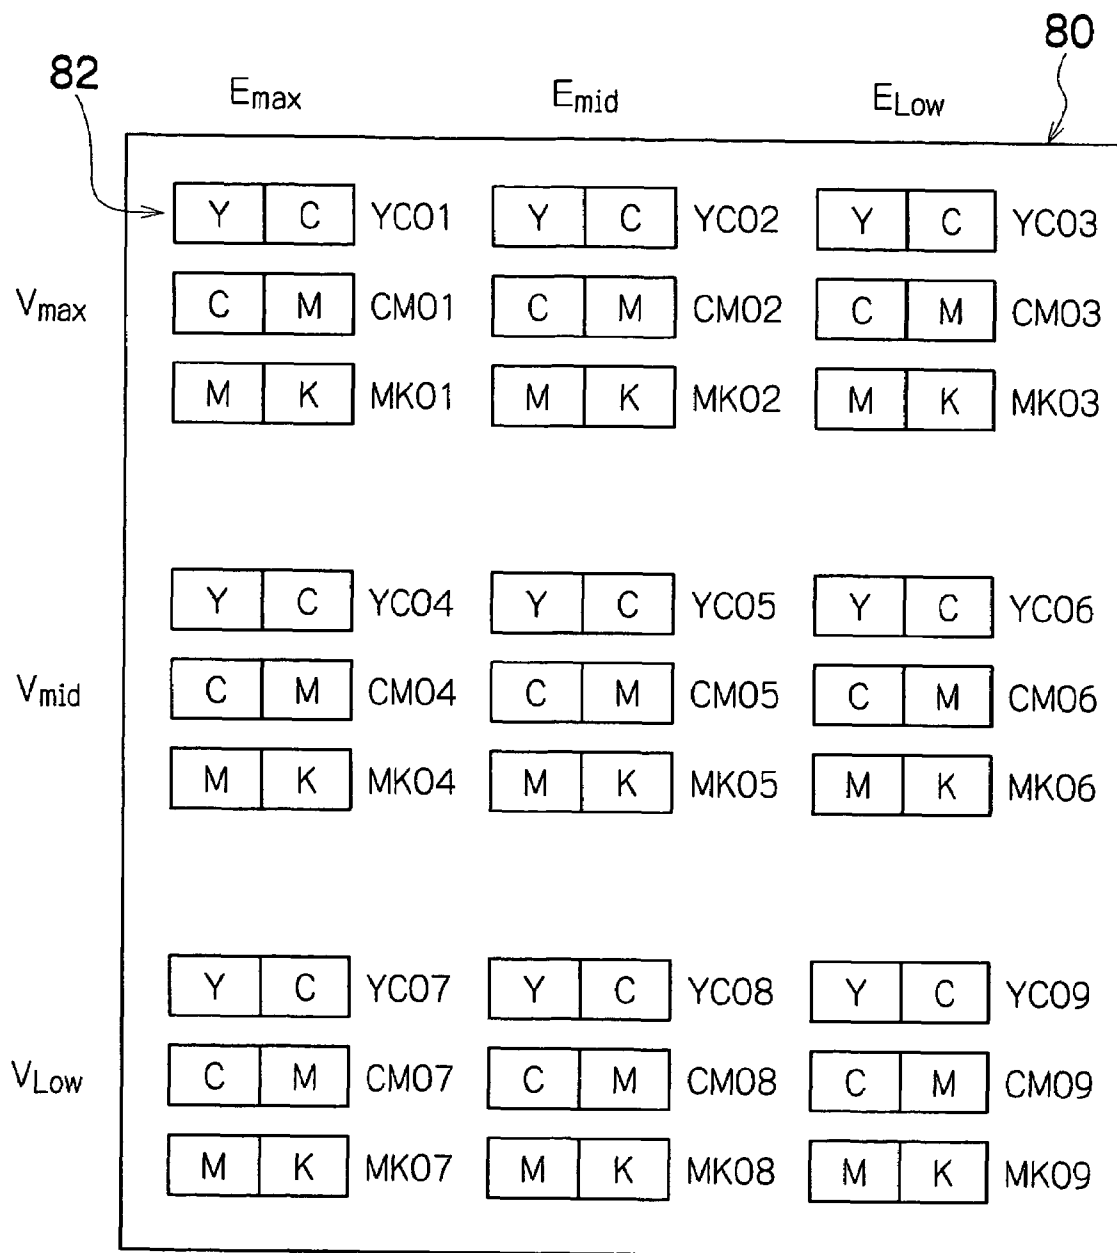 80
82
Emax Emid ELow
Y C YC01 Y C YC02 Y C YC03
Vmax
C M CM01 C M CM02 C M CM03
M K MK01 M K MK02 M K MK03
Y C YC04 Y C YC05 Y C YC06
Vmid
C M CM04 C M CM05 C M CM06
M K MK04 M K MK05 M K MK06
Y C YC07 Y C YC08 Y C YC09
VLow
C M CM07 C M CM08 C M CM09
M K MK07 M K MK08 M K MK09